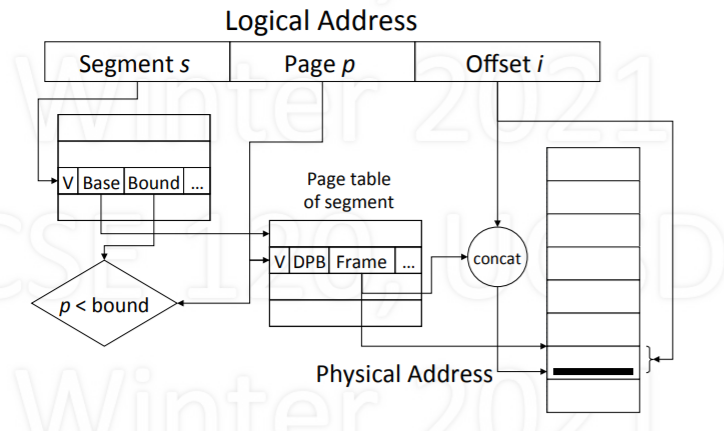 Logical Address
Segment s
Page p
Offset i
V
Base
Bound
...
Page table
of segment
V
DPB
Frame
...
concat
p < bound
Physical Address
Winter 2021
CSE 120, UCSD
Winter 2021